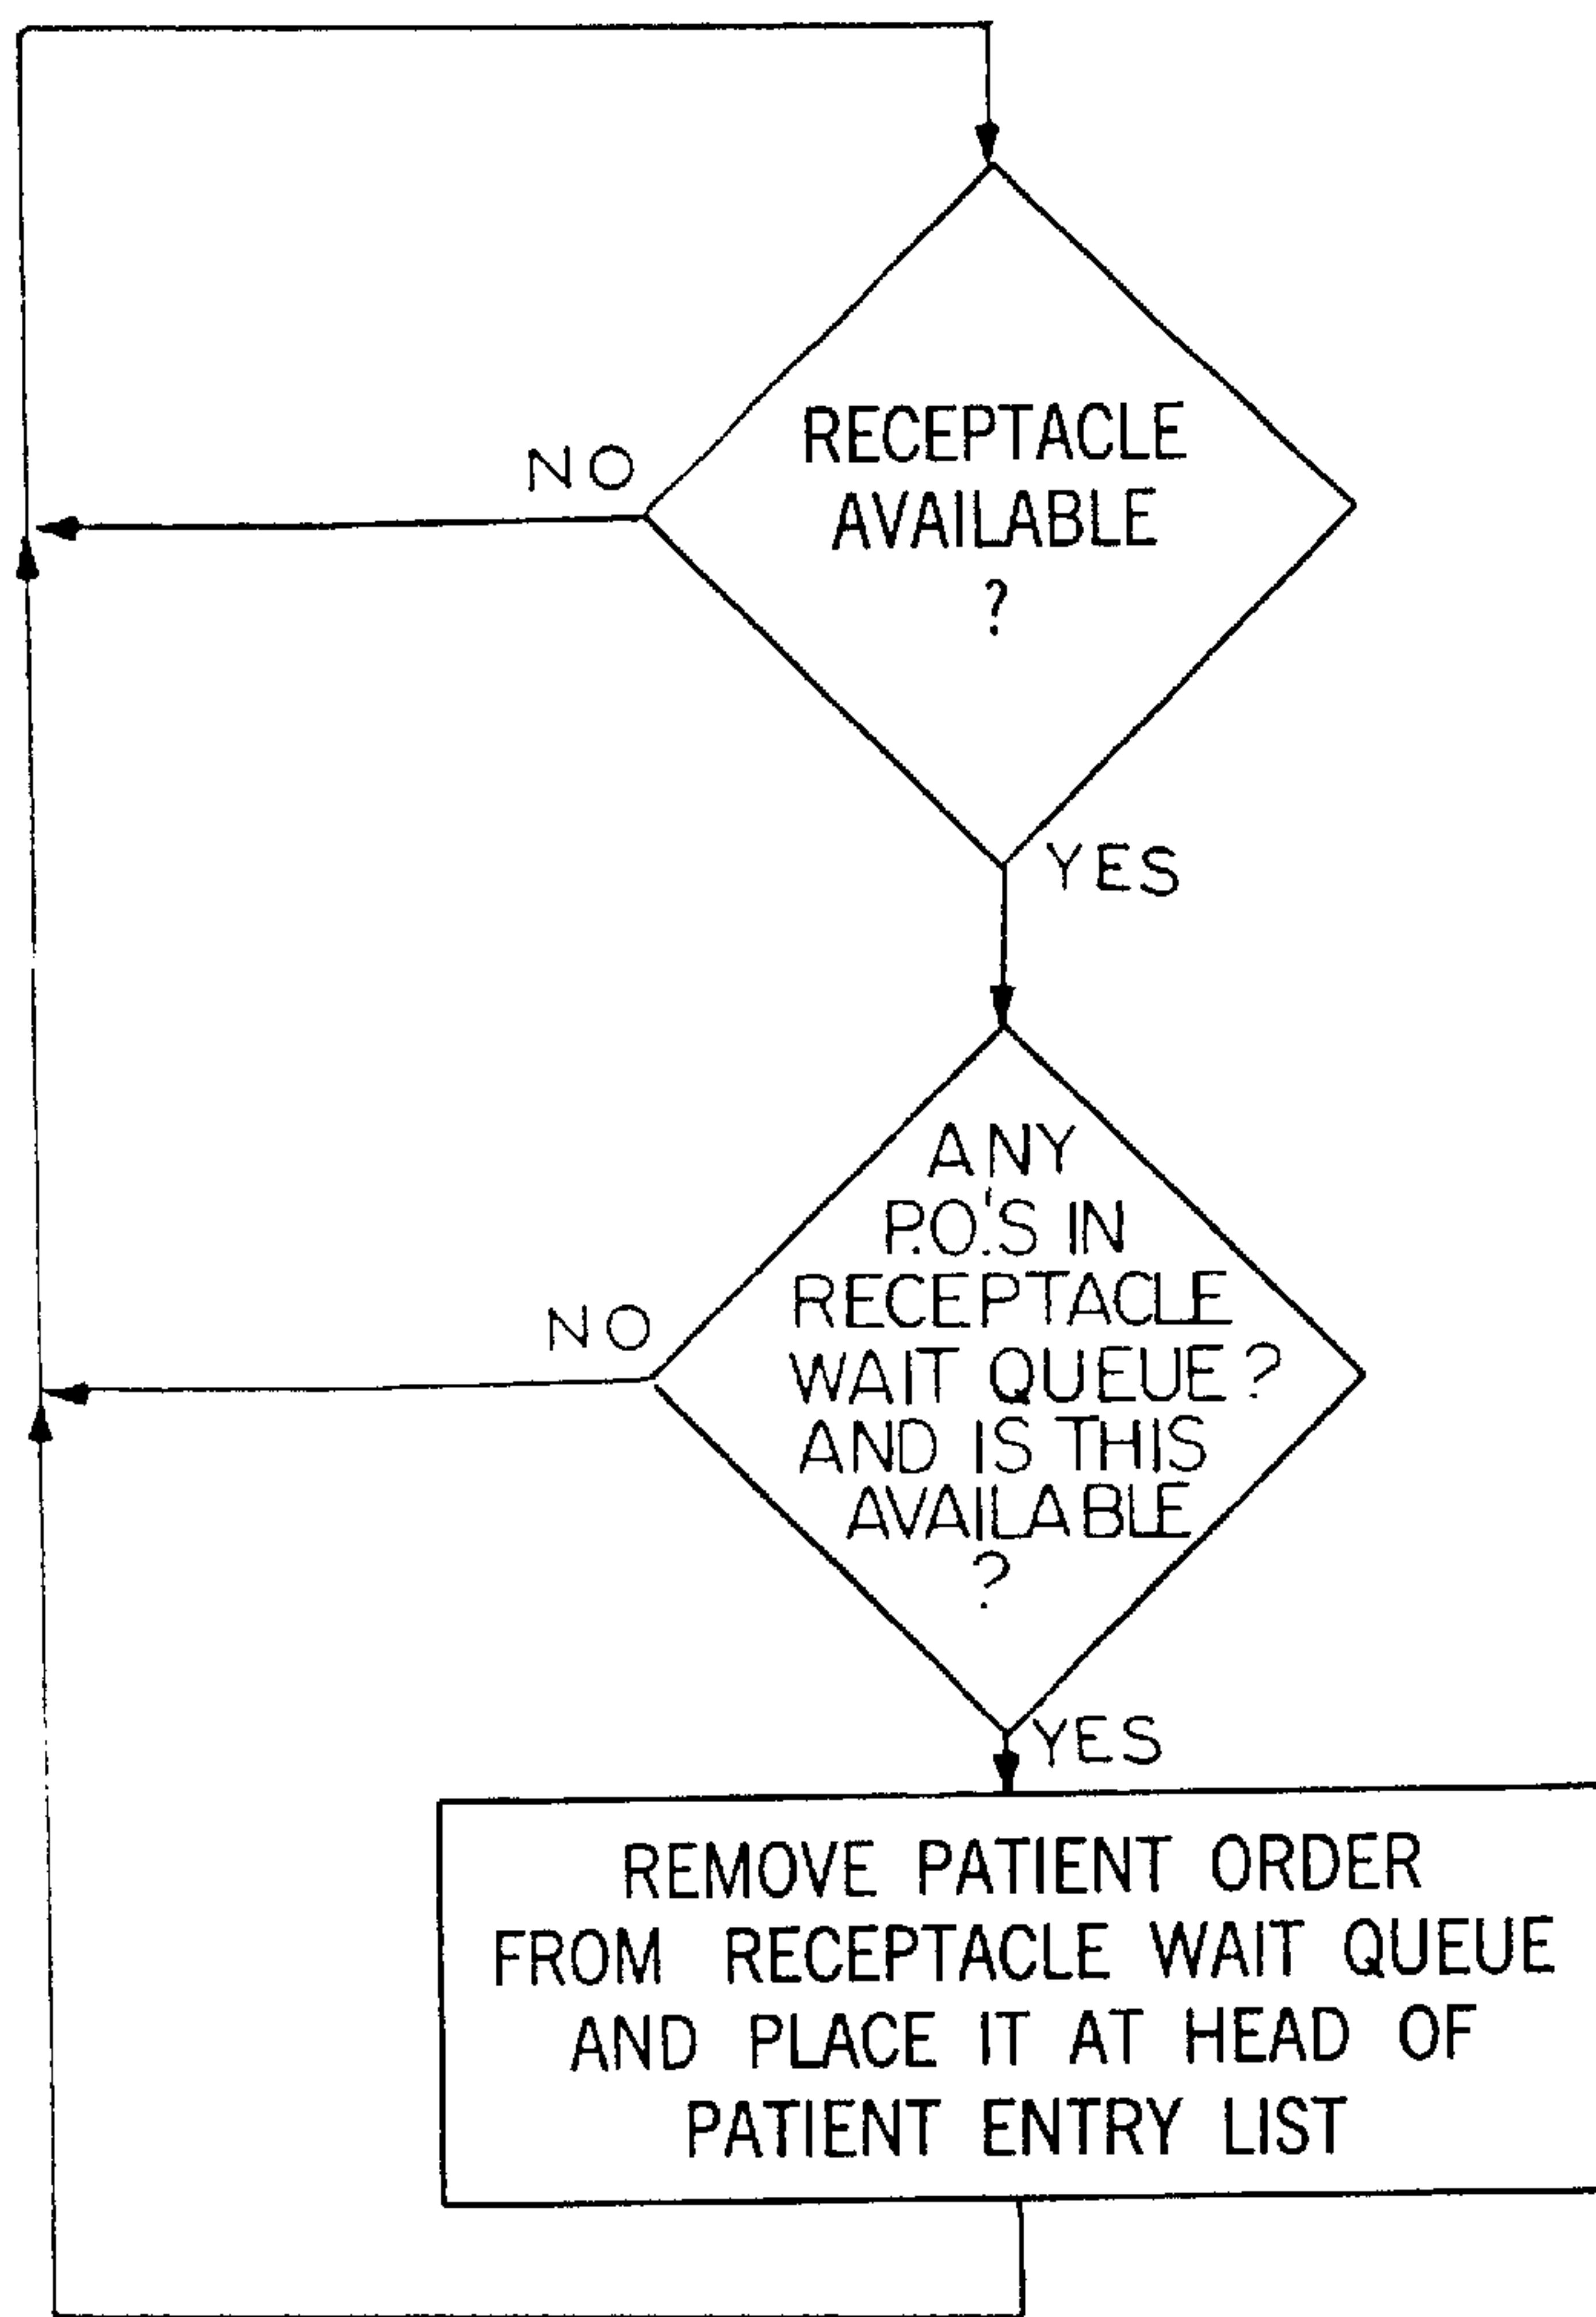 RECEPTACLE
AVAILABLE
?
NO
YES
ANY
P.O.'S IN
RECEPTACLE
WAIT QUEUE?
AND IS THIS
AVAILABLE
?
NO
YES
REMOVE PATIENT ORDER
FROM RECEPTACLE WAIT QUEUE
AND PLACE IT AT HEAD OF
PATIENT ENTRY LIST